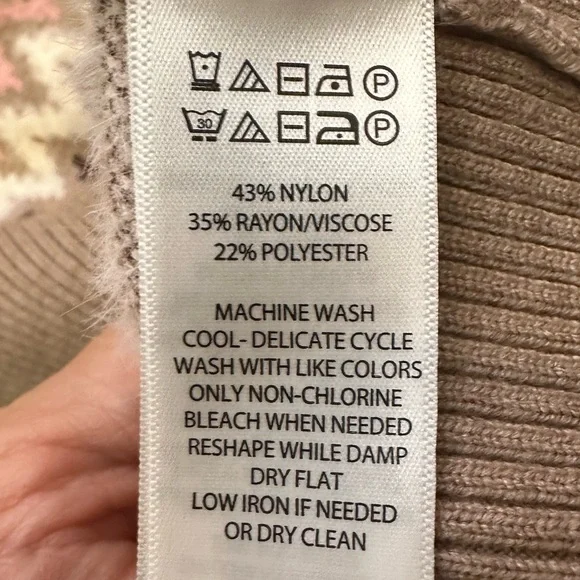 P
30 P
43% NYLON
35% RAYON/VISCOSE
22% POLYESTER
MACHINE WASH
COOL- DELICATE CYCLE
WASH WITH LIKE COLORS
ONLY NON-CHLORINE
BLEACH WHEN NEEDED
RESHAPE WHILE DAMP
DRY FLAT
LOW IRON IF NEEDED
OR DRY CLEAN